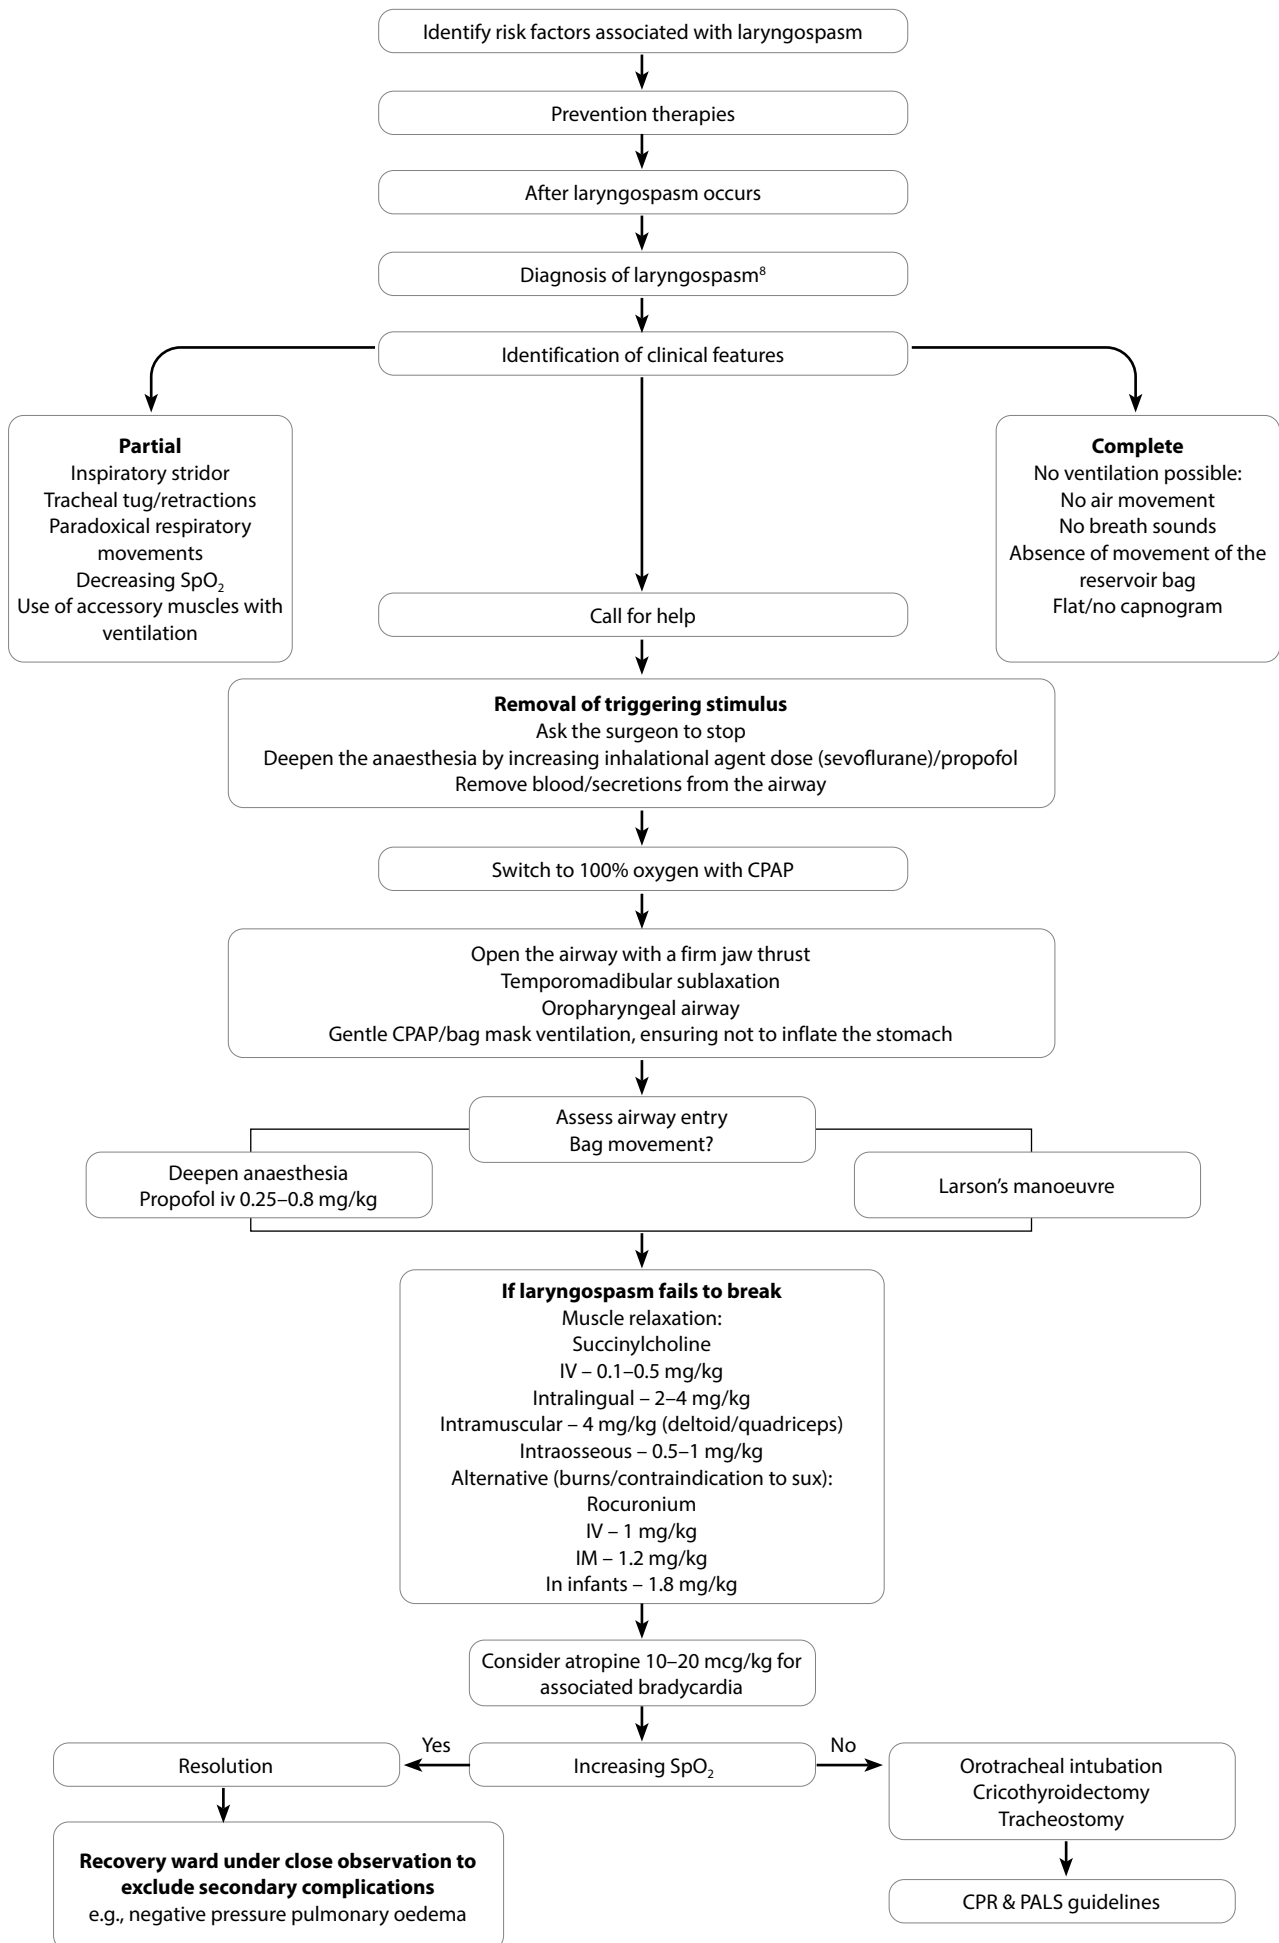 Identify risk factors associated with laryngospasm
Prevention therapies
After laryngospasm occurs
Diagnosis of laryngospasm⁸
Identification of clinical features
Partial
Inspiratory stridor
Tracheal tug/retractions
Paradoxical respiratory
movements
Decreasing SpO₂
Use of accessory muscles with
ventilation
Complete
No ventilation possible:
No air movement
No breath sounds
Absence of movement of the
reservoir bag
Flat/no capnogram
Call for help
Removal of triggering stimulus
Ask the surgeon to stop
Deepen the anaesthesia by increasing inhalational agent dose (sevoflurane)/propofol
Remove blood/secretions from the airway
Switch to 100% oxygen with CPAP
Open the airway with a firm jaw thrust
Temporomadibular sublaxation
Oropharyngeal airway
Gentle CPAP/bag mask ventilation, ensuring not to inflate the stomach
Assess airway entry
Bag movement?
Deepen anaesthesia
Propofol iv 0.25–0.8 mg/kg
Larson’s manoeuvre
If laryngospasm fails to break
Muscle relaxation:
Succinylcholine
IV – 0.1–0.5 mg/kg
Intralingual – 2–4 mg/kg
Intramuscular – 4 mg/kg (deltoid/quadriceps)
Intraosseous – 0.5–1 mg/kg
Alternative (burns/contraindication to sux):
Rocuronium
IV – 1 mg/kg
IM – 1.2 mg/kg
In infants – 1.8 mg/kg
Consider atropine 10–20 mcg/kg for
associated bradycardia
Increasing SpO₂
Yes
Resolution
Recovery ward under close observation to
exclude secondary complications
e.g., negative pressure pulmonary oedema
No
Orotracheal intubation
Cricothyroidectomy
Tracheostomy
CPR & PALS guidelines